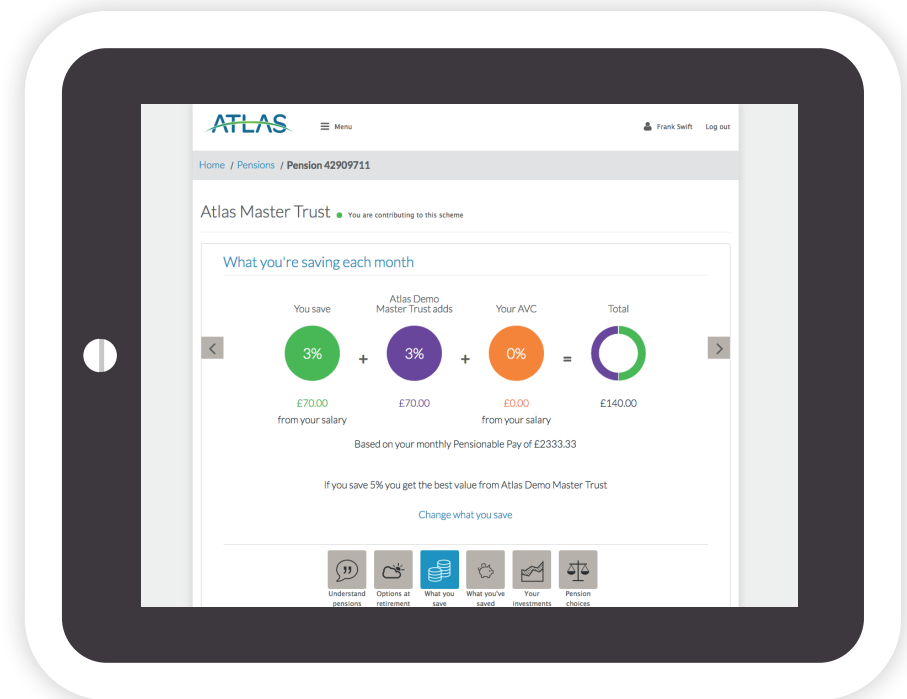 ATLAS
Menu
Frank Swift Log out
Home / Pensions / Pension 42909711
Atlas Master Trust You are contributing to this scheme
What you're saving each month
You save
Atlas Demo
Master Trust adds
Your AVC
Total
3% + 3% + 0% =
£70.00 £70.00 £0.00 £140.00
from your salary from your salary
Based on your monthly Pensionable Pay of £2333.33
If you save 5% you get the best value from Atlas Demo Master Trust
Change what you save
Understand
pensions
Options at
retirement
What you
save
What you've
saved
Your
investments
Pension
choices